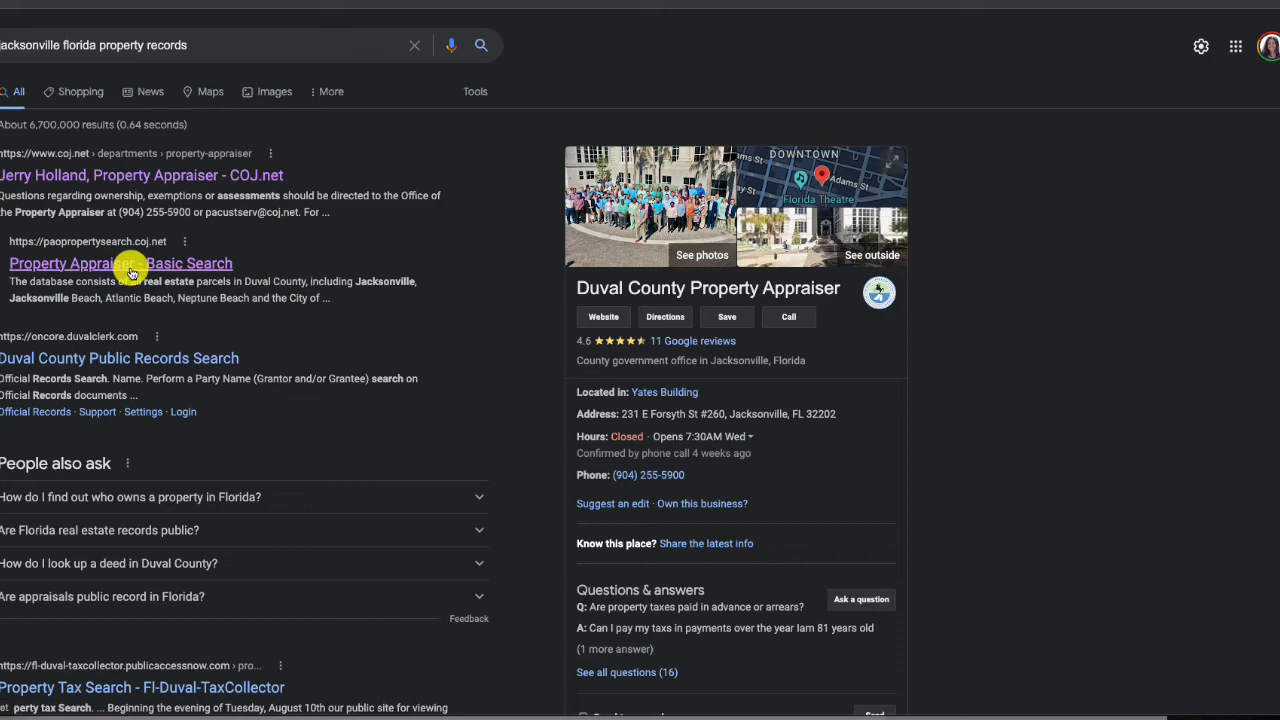 acksonville florida property records
All
Shopping
News
Maps
Images
More
Tools
About 6,700,000 results (0.64 seconds)
https://www.coj.net › departments › property-appraiser
Jerry Holland, Property Appraiser - COJ.net
Questions regarding ownership, exemptions or assessments should be directed to the Office of
the Property Appraiser at (904) 255-5900 or pacustserv@coj.net. For ...
https://paopropertysearch.coj.net
Property Appraiser - Basic Search
The database consists of all real estate parcels in Duval County, including Jacksonville,
Jacksonville Beach, Atlantic Beach, Neptune Beach and the City of ...
https://oncore.duvalclerk.com
Duval County Public Records Search
Official Records Search. Name. Perform a Party Name (Grantor and/or Grantee) search on
Official Records documents ...
Official Records · Support · Settings · Login
People also ask
How do I find out who owns a property in Florida?
Are Florida real estate records public?
How do I look up a deed in Duval County?
Are appraisals public record in Florida?
Feedback
https://fl-duval-taxcollector.publicaccessnow.com › pro...
Property Tax Search - Fl-Duval-TaxCollector
perty tax Search. ... Beginning the evening of Tuesday, August 10th our public site for viewing
See photos
DOWNTOWN
ms St
Adams St
Florida Theatre
See outside
Duval County Property Appraiser
Website
Directions
Save
Call
4.6 11 Google reviews
County government office in Jacksonville, Florida
Located in: Yates Building
Address: 231 E Forsyth St #260, Jacksonville, FL 32202
Hours: Closed · Opens 7:30AM Wed
Confirmed by phone call 4 weeks ago
Phone: (904) 255-5900
Suggest an edit · Own this business?
Know this place? Share the latest info
Questions & answers
Q: Are property taxes paid in advance or arrears?
Ask a question
A: Can I pay my taxs in payments over the year Iam 81 years old
(1 more answer)
See all questions (16)